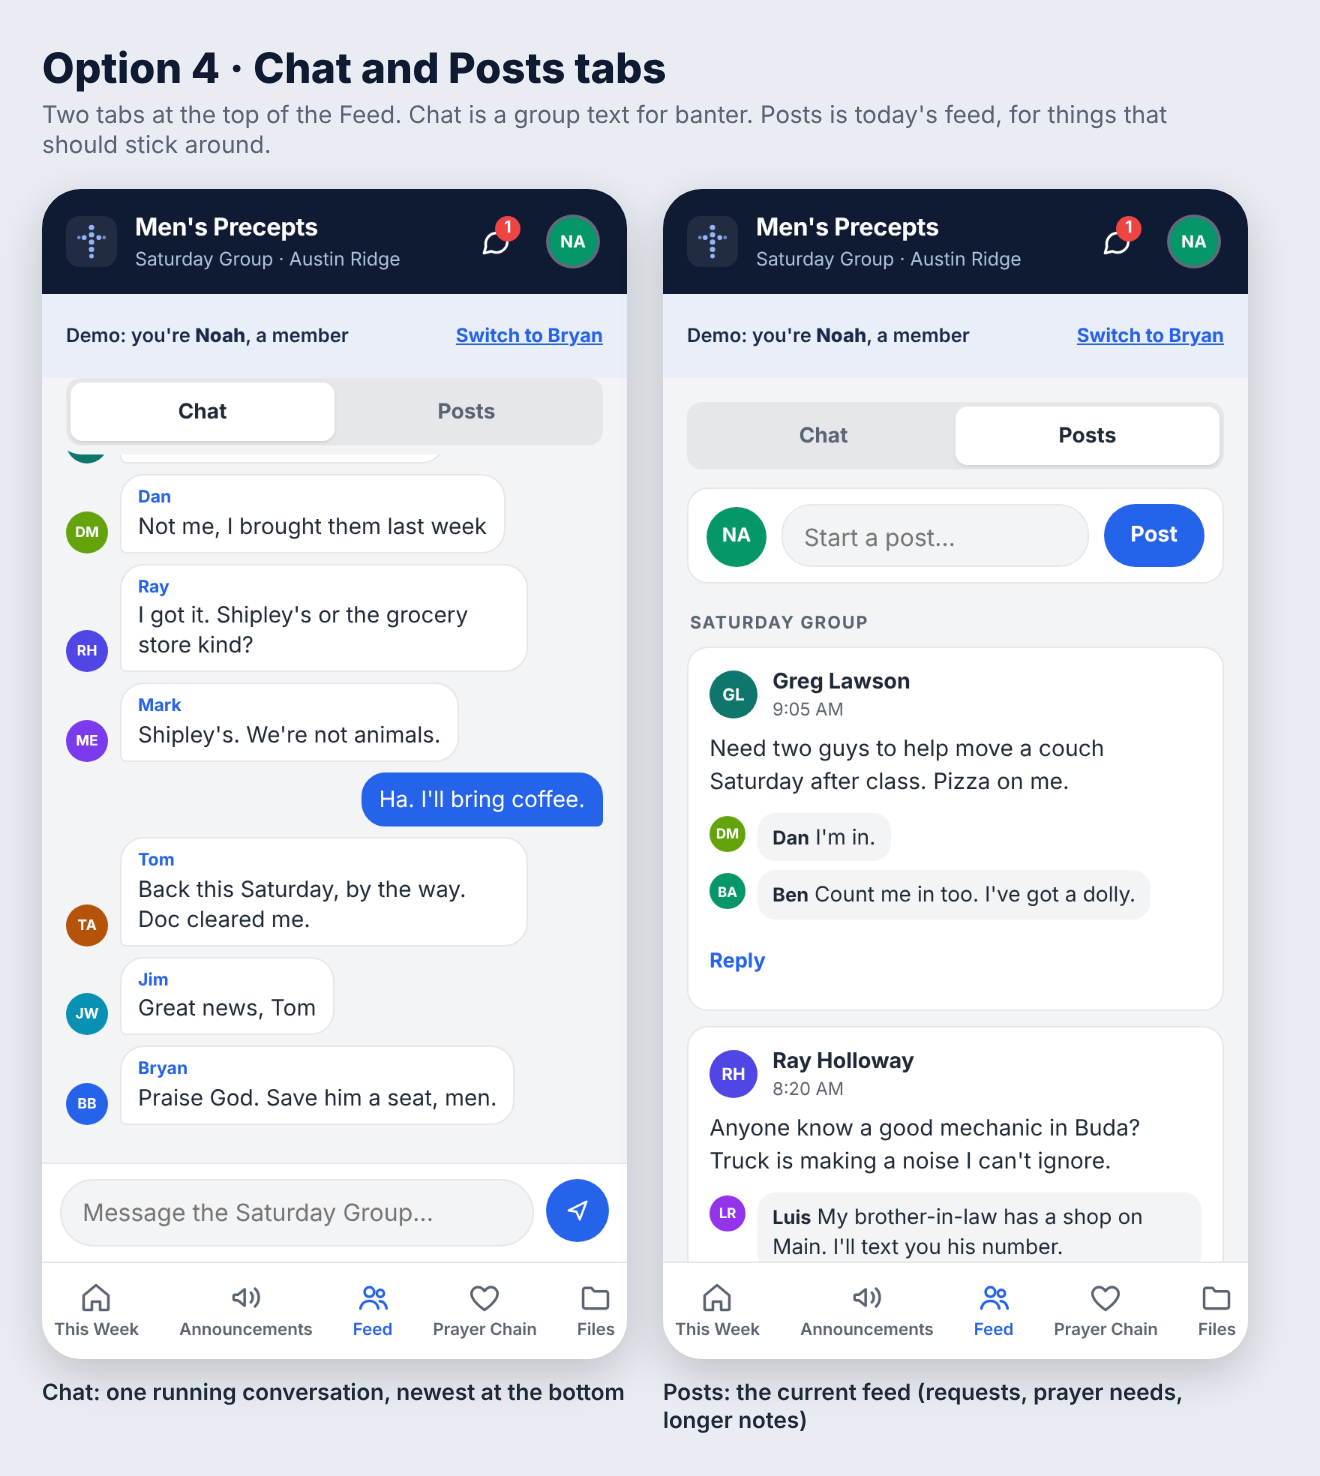 Option 4 · Chat and Posts tabs
Two tabs at the top of the Feed. Chat is a group text for banter. Posts is today's feed, for things that
should stick around.
Men's Precepts
Saturday Group · Austin Ridge
1
NA
Demo: you're Noah, a member
Switch to Bryan
Chat
Posts
Dan
DM
Not me, I brought them last week
Ray
I got it. Shipley's or the grocery
store kind?
RH
Mark
ME
Shipley's. We're not animals.
Ha. I'll bring coffee.
Tom
Back this Saturday, by the way.
Doc cleared me.
TA
Jim
JW
Great news, Tom
Bryan
BB
Praise God. Save him a seat, men.
Message the Saturday Group...
This Week
Announcements
Feed
Prayer Chain
Files
Chat: one running conversation, newest at the bottom
Men's Precepts
Saturday Group · Austin Ridge
1
NA
Demo: you're Noah, a member
Switch to Bryan
Chat
Posts
NA
Start a post...
Post
SATURDAY GROUP
GL
Greg Lawson
9:05 AM
Need two guys to help move a couch
Saturday after class. Pizza on me.
DM
Dan I'm in.
BA
Ben Count me in too. I've got a dolly.
Reply
RH
Ray Holloway
8:20 AM
Anyone know a good mechanic in Buda?
Truck is making a noise I can't ignore.
LR
Luis My brother-in-law has a shop on
Main. I'll text you his number.
This Week
Announcements
Feed
Prayer Chain
Files
Posts: the current feed (requests, prayer needs,
longer notes)